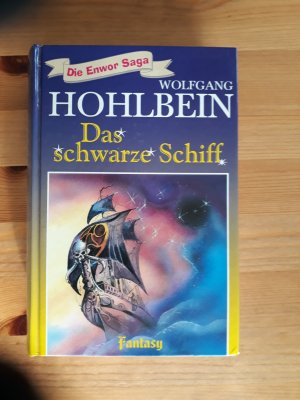 Die Enwor Saga
WOLFGANG
HOHLBEIN
Das
schwarze Schiff
Fantasy